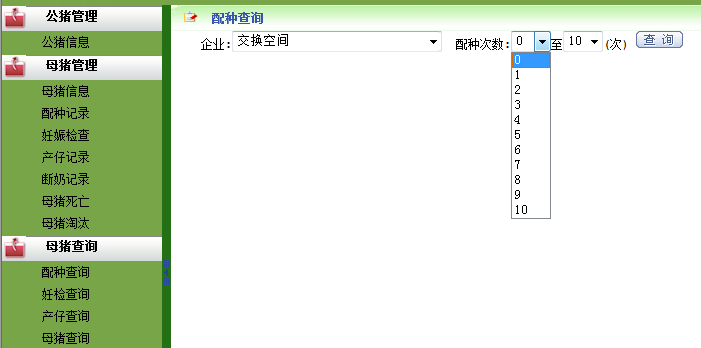 公猪管理
公猪信息
母猪管理
母猪信息
配种记录
妊娠检查
产仔记录
断奶记录
母猪死亡
母猪淘汰
母猪查询
配种查询
妊检查询
产仔查询
母猪查询
配种查询
企业: 交换空间 配种次数: 0 至 10 (次) 查 询
0
1
2
3
4
5
6
7
8
9
10